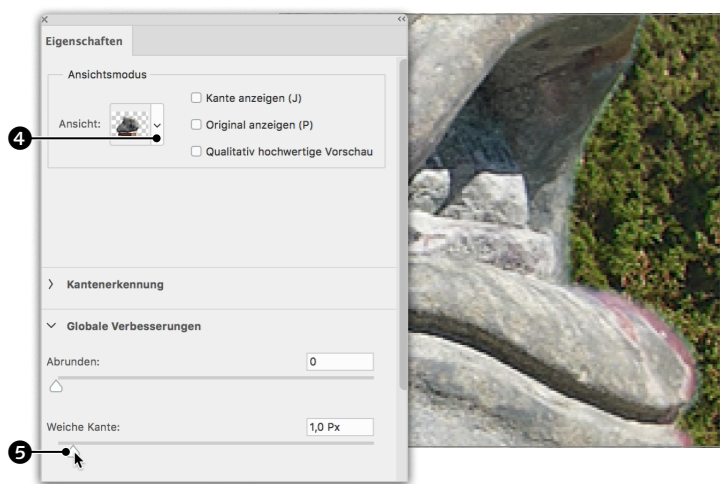 Eigenschaften
Ansichtsmodus
Ansicht:
Kante anzeigen (J)
Original anzeigen (P)
Qualitativ hochwertige Vorschau
4
Kantenerkennung
Globale Verbesserungen
Abrunden: 0
Weiche Kante: 1,0 Px
5